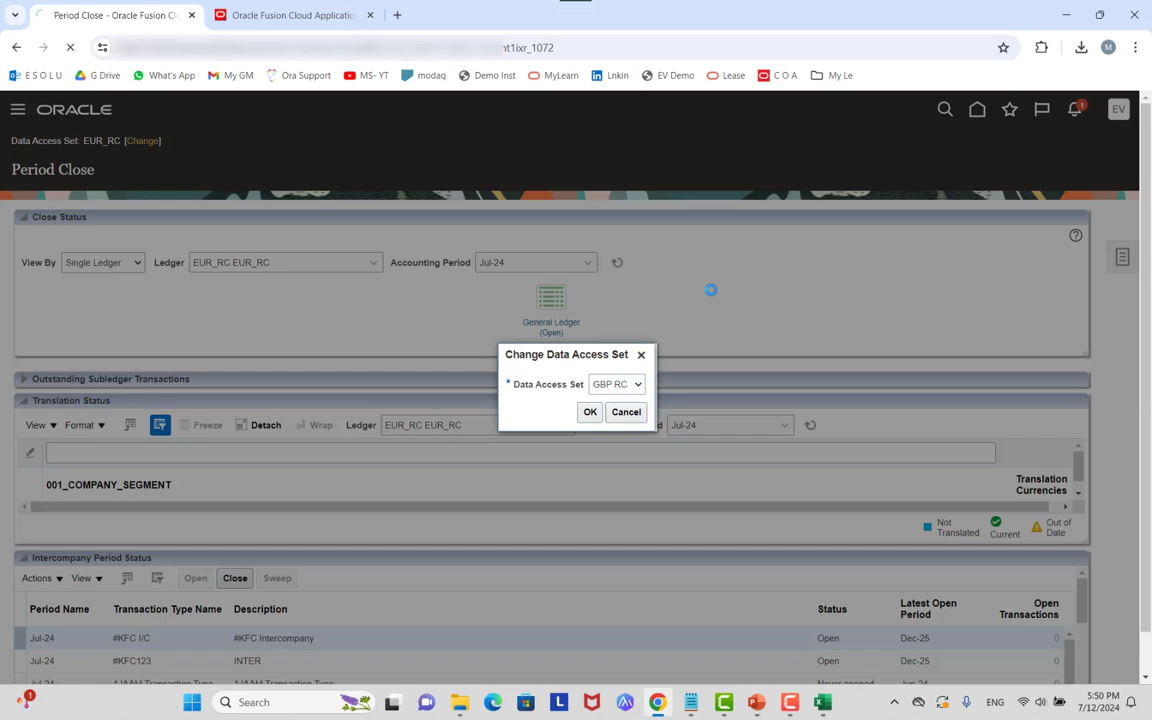 Period Close - Oracle Fusion Cl
Oracle Fusion Cloud Application
nt1ixr_1072
M
E S O L U
G Drive
What's App
My GM
Ora Support
MS- YT
modaq
Demo Inst
MyLearn
Lnkin
EV Demo
Lease
C O A
My Le
ORACLE
1
EV
Data Access Set: EUR_RC [Change]
Period Close
Close Status
View By Single Ledger Ledger EUR_RC EUR_RC Accounting Period Jul-24
General Ledger
(Open)
Change Data Access Set
* Data Access Set GBP RC
OK Cancel
Outstanding Subledger Transactions
Translation Status
View Format Freeze Detach Wrap Ledger EUR_RC EUR_RC d Jul-24
001_COMPANY_SEGMENT
Translation
Currencies
Not
Translated
Current
Out of
Date
Intercompany Period Status
Actions View Open Close Sweep
Period Name Transaction Type Name Description Status Latest Open Period Open Transactions
Jul-24 #KFC I/C #KFC Intercompany Open Dec-25 0
Jul-24 #KFC123 INTER Open Dec-25 0
1
Search
ENG
5:50 PM
7/12/2024